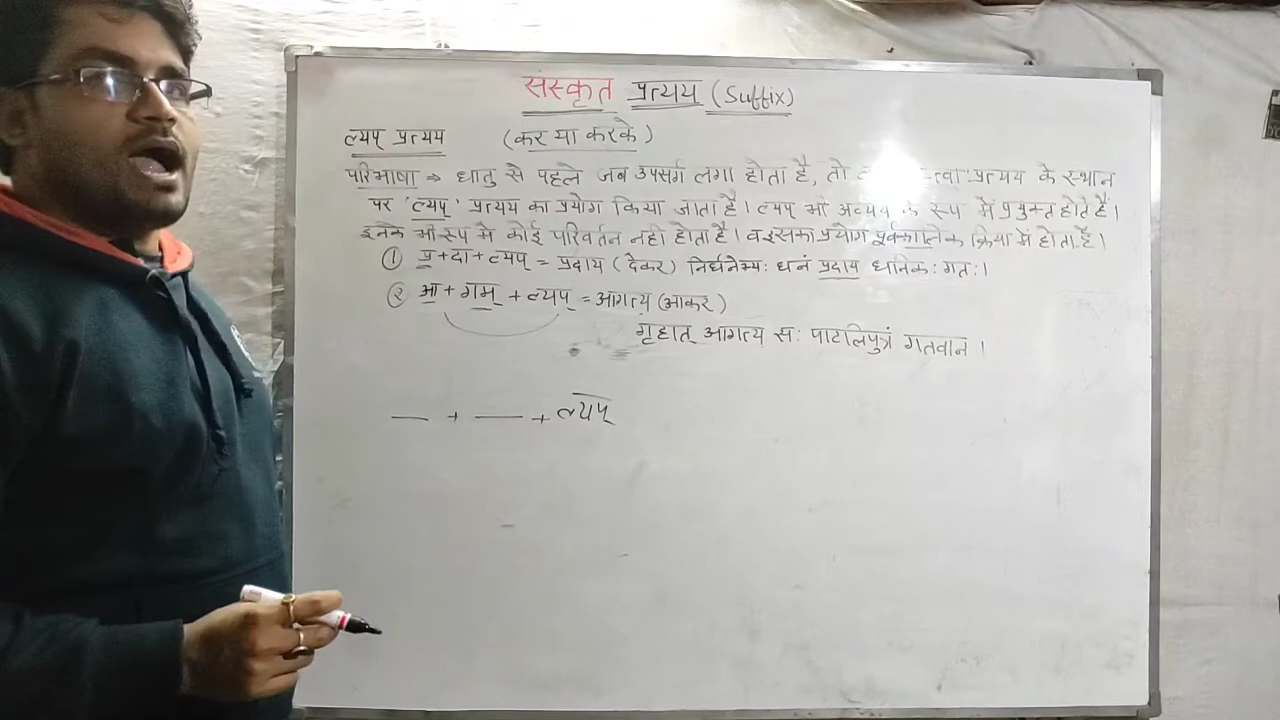 संस्कृत प्रत्यय (Suffix)
ल्यप् प्रत्यय (कर या करके)
परिभाषा ⇒ धातु से पहले जब उपसर्ग लगा होता है, तो प्रत्यय के स्थान
पर 'ल्यप्' प्रत्यय का प्रयोग किया जाता है। ल्यप् भी अव्यय के रूप में प्रयुक्त होते हैं।
इनके भी रूप में कोई परिवर्तन नहीं होता है। व इसका प्रयोग पूर्वकालिक क्रिया में होता है।
① प्र+दा+ल्यप् = प्रदाय (देकर) निर्धनेभ्यः धनं प्रदाय धनिकः गतः।
② आ + गम् + ल्यप् = आगत्य (आकर)
गृहात् आगत्य सः पाटलिपुत्रं गतवान ।
— + — + ल्यप्